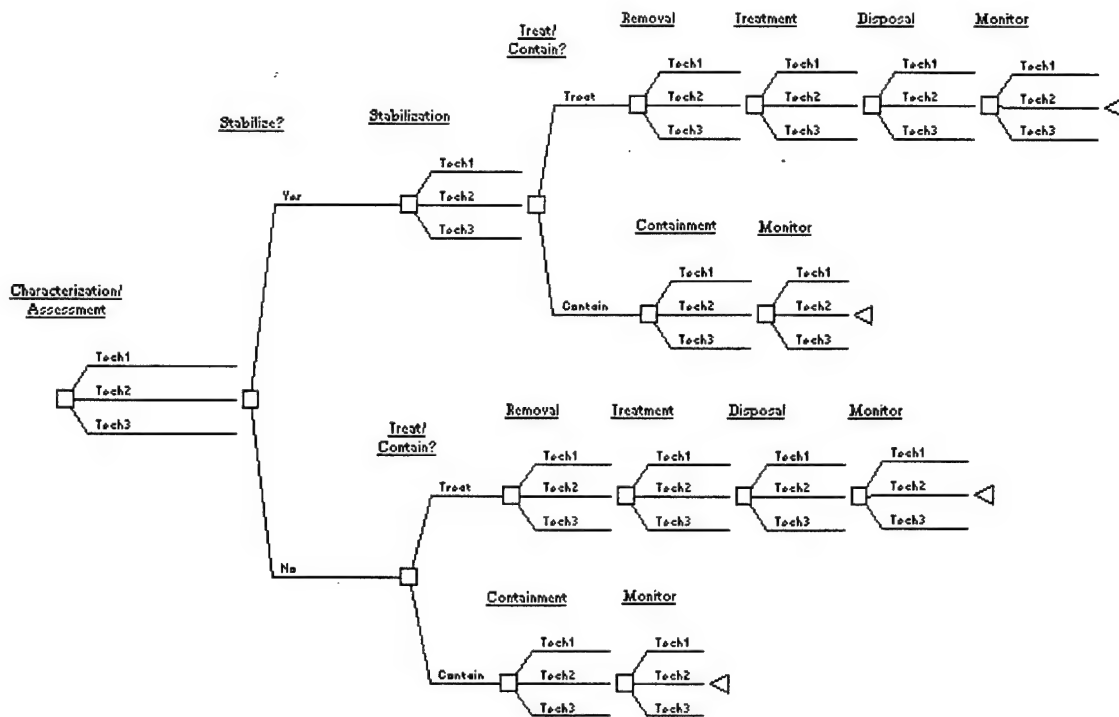 Removal Treatment Disposal Monitor
Treat/
Contain?
Tech1 Tech1 Tech1 Tech1
Treat Tech2 Tech2 Tech2 Tech2
Tech3 Tech3 Tech3 Tech3
Stabilize? Stabilization
Tech1
Yes Tech2
Tech3
Containment Monitor
Tech1 Tech1
Contain Tech2 Tech2
Tech3 Tech3
Characterization/
Assessment
Tech1
Tech2
Tech3
Removal Treatment Disposal Monitor
Treat/
Contain?
Tech1 Tech1 Tech1 Tech1
Treat Tech2 Tech2 Tech2 Tech2
Tech3 Tech3 Tech3 Tech3
No
Containment Monitor
Tech1 Tech1
Contain Tech2 Tech2
Tech3 Tech3